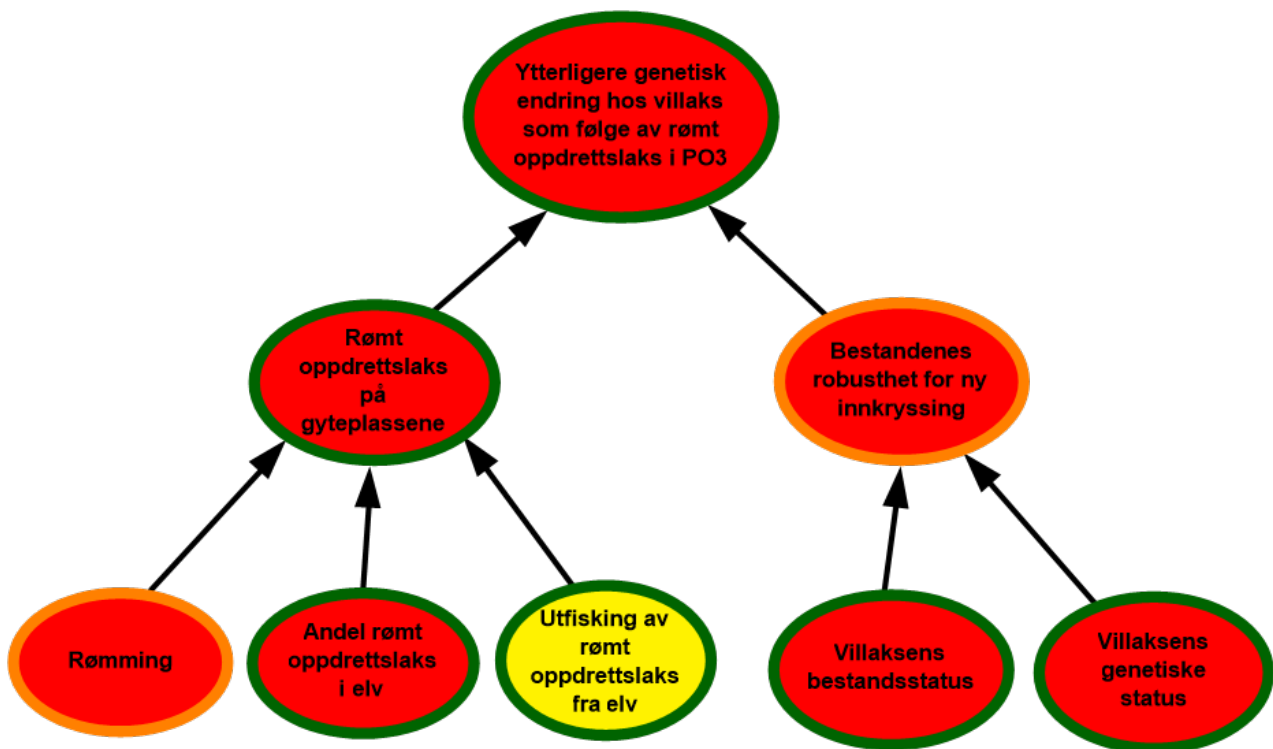 Ytterligere genetisk
endring hos villaks
som følge av rømt
oppdrettslaks i PO3
Rømt
oppdrettslaks
på
gyteplassene
Bestandenes
robusthet for ny
innkryssing
Rømming
Andel rømt
oppdrettslaks
i elv
Utfisking av
rømt
oppdrettslaks
fra elv
Villaksens
bestandsstatus
Villaksens
genetiske
status